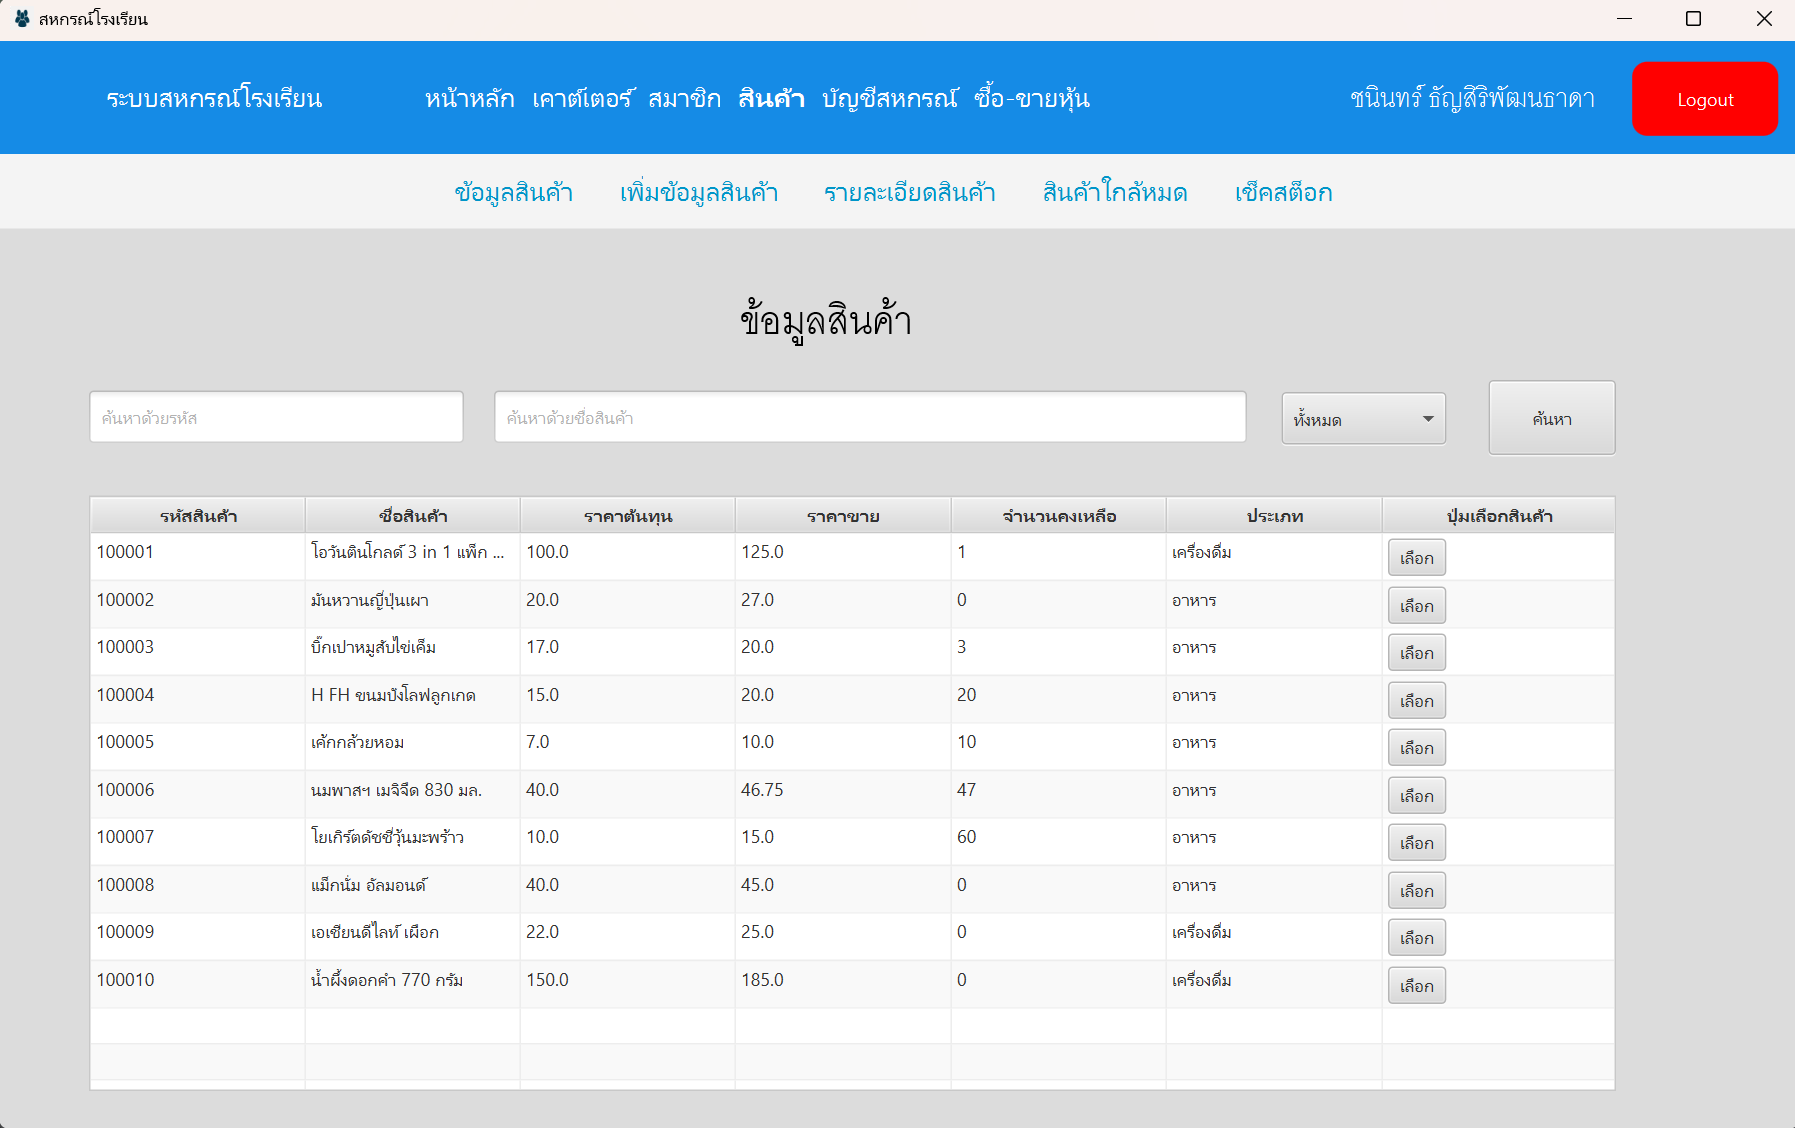 สหกรณ์โรงเรียน
ระบบสหกรณ์โรงเรียน หน้าหลัก เคาต์เตอร์ สมาชิก สินค้า บัญชีสหกรณ์ ซื้อ-ขายหุ้น ชนินทร์ ธัญสิริพัฒนธาดา Logout
ข้อมูลสินค้า เพิ่มข้อมูลสินค้า รายละเอียดสินค้า สินค้าใกล้หมด เช็คสต็อก
ข้อมูลสินค้า
ค้นหาด้วยรหัส ค้นหาด้วยชื่อสินค้า ทั้งหมด ค้นหา
รหัสสินค้า ชื่อสินค้า ราคาต้นทุน ราคาขาย จำนวนคงเหลือ ประเภท ปุ่มเลือกสินค้า
100001 โอวันตินโกลด์ 3 in 1 แพ็ก ... 100.0 125.0 1 เครื่องดื่ม เลือก
100002 มันหวานญี่ปุ่นเผา 20.0 27.0 0 อาหาร เลือก
100003 บิ๊กเปาหมูสับไข่เค็ม 17.0 20.0 3 อาหาร เลือก
100004 H FH ขนมปังโลฟลูกเกด 15.0 20.0 20 อาหาร เลือก
100005 เค้กกล้วยหอม 7.0 10.0 10 อาหาร เลือก
100006 นมพาสฯ เมจิจืด 830 มล. 40.0 46.75 47 อาหาร เลือก
100007 โยเกิร์ตดัชชี่วุ้นมะพร้าว 10.0 15.0 60 อาหาร เลือก
100008 แม็กนั่ม อัลมอนด์ 40.0 45.0 0 อาหาร เลือก
100009 เอเชียนดีไลท์ เผือก 22.0 25.0 0 เครื่องดื่ม เลือก
100010 น้ำผึ้งดอกคำ 770 กรัม 150.0 185.0 0 เครื่องดื่ม เลือก